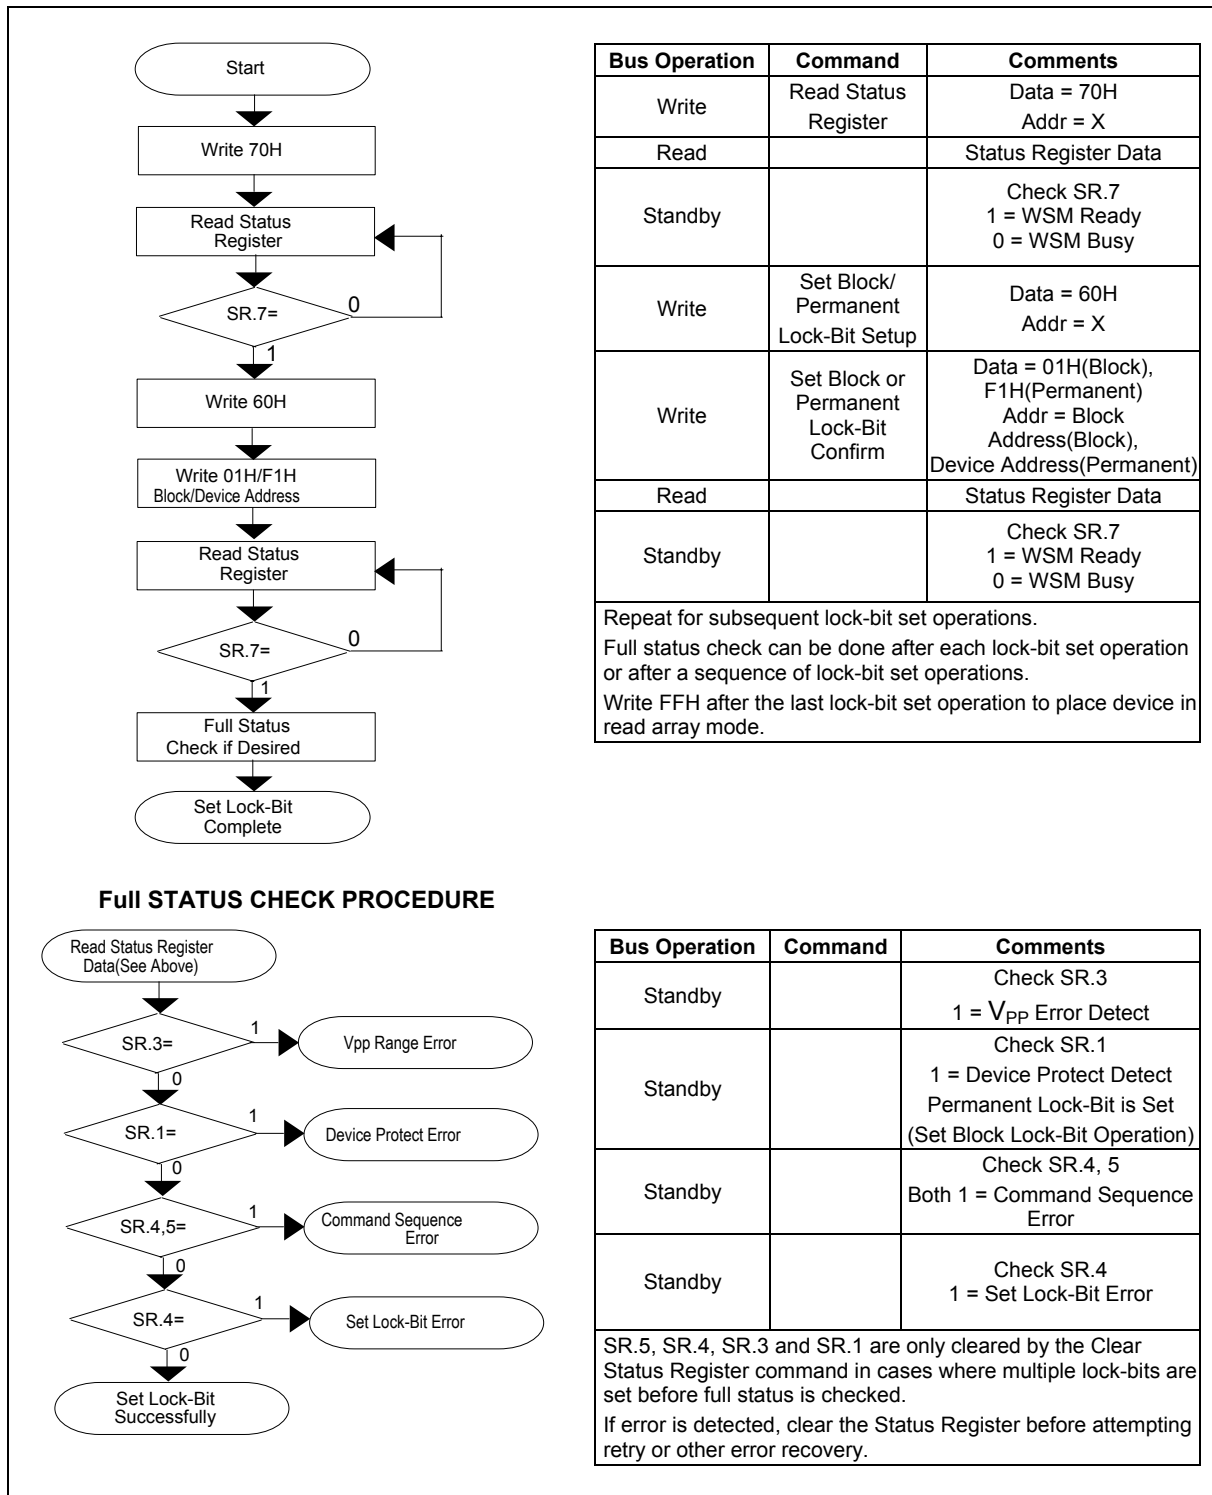 Start
Write 70H
Read Status
Register
SR.7=
0
1
Write 60H
Write 01H/F1H
Block/Device Address
Read Status
Register
SR.7=
0
1
Full Status
Check if Desired
Set Lock-Bit
Complete
Bus Operation Command Comments
Write
Read Status
Register
Data = 70H
Addr = X
Read
Status Register Data
Standby
Check SR.7
1 = WSM Ready
0 = WSM Busy
Write
Set Block/
Permanent
Lock-Bit Setup
Data = 60H
Addr = X
Write
Set Block or
Permanent
Lock-Bit
Confirm
Data = 01H(Block),
F1H(Permanent)
Addr = Block
Address(Block),
Device Address(Permanent)
Read
Status Register Data
Standby
Check SR.7
1 = WSM Ready
0 = WSM Busy
Repeat for subsequent lock-bit set operations.
Full status check can be done after each lock-bit set operation
or after a sequence of lock-bit set operations.
Write FFH after the last lock-bit set operation to place device in
read array mode.
Full STATUS CHECK PROCEDURE
Read Status Register
Data(See Above)
SR.3=
1
Vpp Range Error
0
SR.1=
1
Device Protect Error
0
SR.4,5=
1
Command Sequence
Error
0
SR.4=
1
Set Lock-Bit Error
0
Set Lock-Bit
Successfully
Bus Operation Command Comments
Standby
Check SR.3
1 = VPP Error Detect
Standby
Check SR.1
1 = Device Protect Detect
Permanent Lock-Bit is Set
(Set Block Lock-Bit Operation)
Standby
Check SR.4, 5
Both 1 = Command Sequence
Error
Standby
Check SR.4
1 = Set Lock-Bit Error
SR.5, SR.4, SR.3 and SR.1 are only cleared by the Clear
Status Register command in cases where multiple lock-bits are
set before full status is checked.
If error is detected, clear the Status Register before attempting
retry or other error recovery.